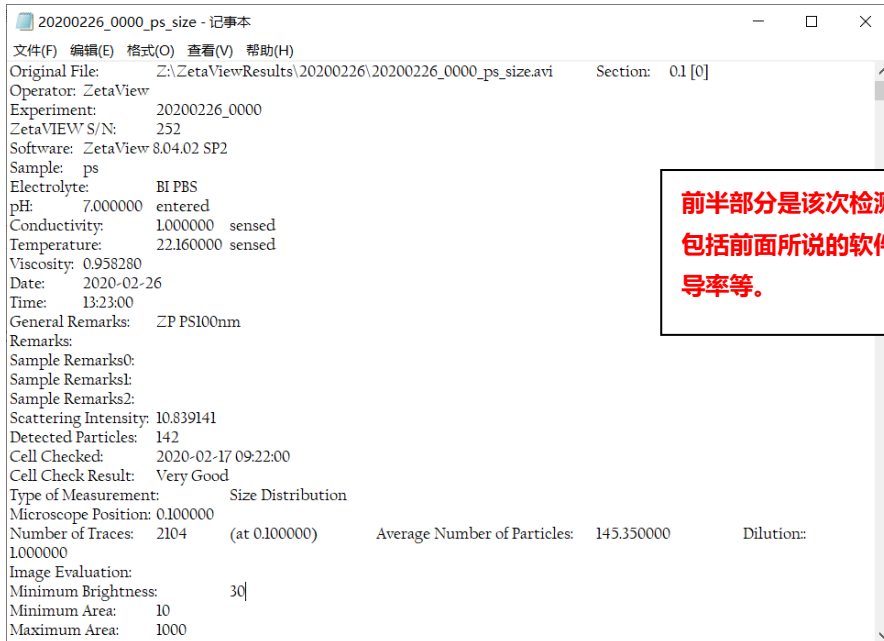 20200226_0000_ps_size - 记事本
文件(F) 编辑(E) 格式(O) 查看(V) 帮助(H)
Original File: Z:\ZetaViewResults\20200226\20200226_0000_ps_size.avi Section: 0.1 [0]
Operator: ZetaView
Experiment: 20200226_0000
ZetaVIEW S/N: 252
Software: ZetaView 8.04.02 SP2
Sample: ps
Electrolyte: BI PBS
pH: 7.000000 entered
Conductivity: 1.000000 sensed
Temperature: 22.160000 sensed
Viscosity: 0.958280
Date: 2020-02-26
Time: 13:23:00
General Remarks: ZP PS100nm
Remarks:
Sample Remarks0:
Sample Remarks1:
Sample Remarks2:
Scattering Intensity: 10.839141
Detected Particles: 142
Cell Checked: 2020-02-17 09:22:00
Cell Check Result: Very Good
Type of Measurement: Size Distribution
Microscope Position: 0.100000
Number of Traces: 2104 (at 0.100000) Average Number of Particles: 145.350000 Dilution::
1.000000
Image Evaluation:
Minimum Brightness: 30
Minimum Area: 10
Maximum Area: 1000
前半部分是该次检测
包括前面所说的软件
导率等。